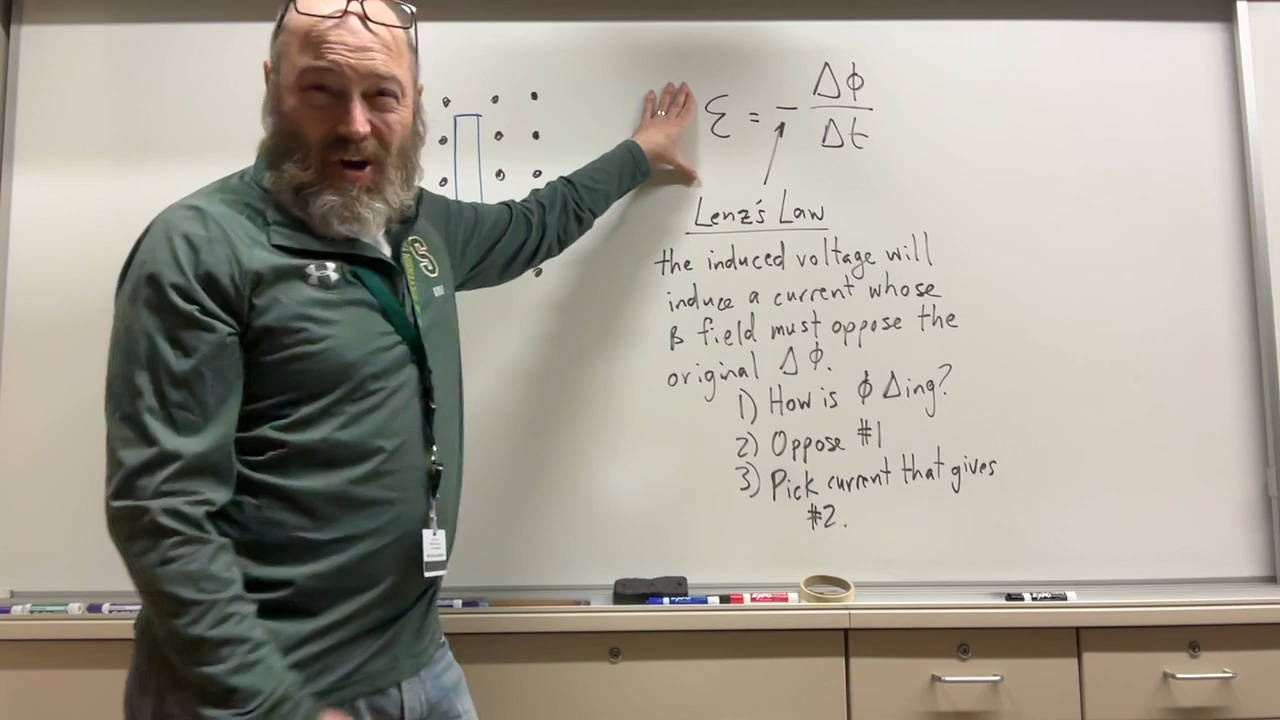 ε = - Δϕ / Δt
Lenz's Law
the induced voltage will
induce a current whose
B field must oppose the
original Δϕ.
1) How is ϕ Δing?
2) Oppose #1
3) Pick current that gives
#2.